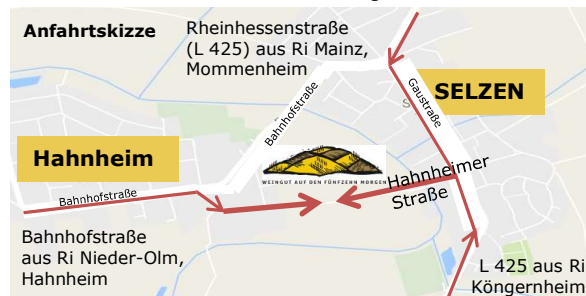 Anfahrtskizze
Rheinhessenstraße
(L 425) aus Ri Mainz,
Mommenheim
SELZEN
Gaustraße
Bahnhofstraße
Hahnheim
WEINGUT AUF DEN FÜNFZEHN MORGEN
Hahnheimer
Straße
Bahnhofstraße
Bahnhofstraße
aus Ri Nieder-Olm,
Hahnheim
L 425 aus Ri
Köngernheim